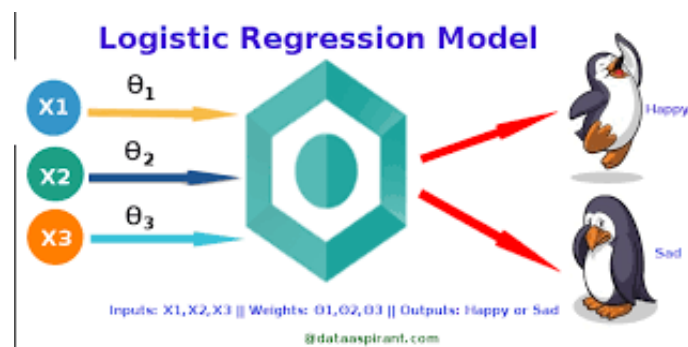 Logistic Regression Model
X1
θ1
X2
θ2
X3
θ3
Happy
Sad
Inputs: X1,X2,X3 || Weights: Θ1,Θ2,Θ3 || Outputs: Happy or Sad
@dataaspirant.com